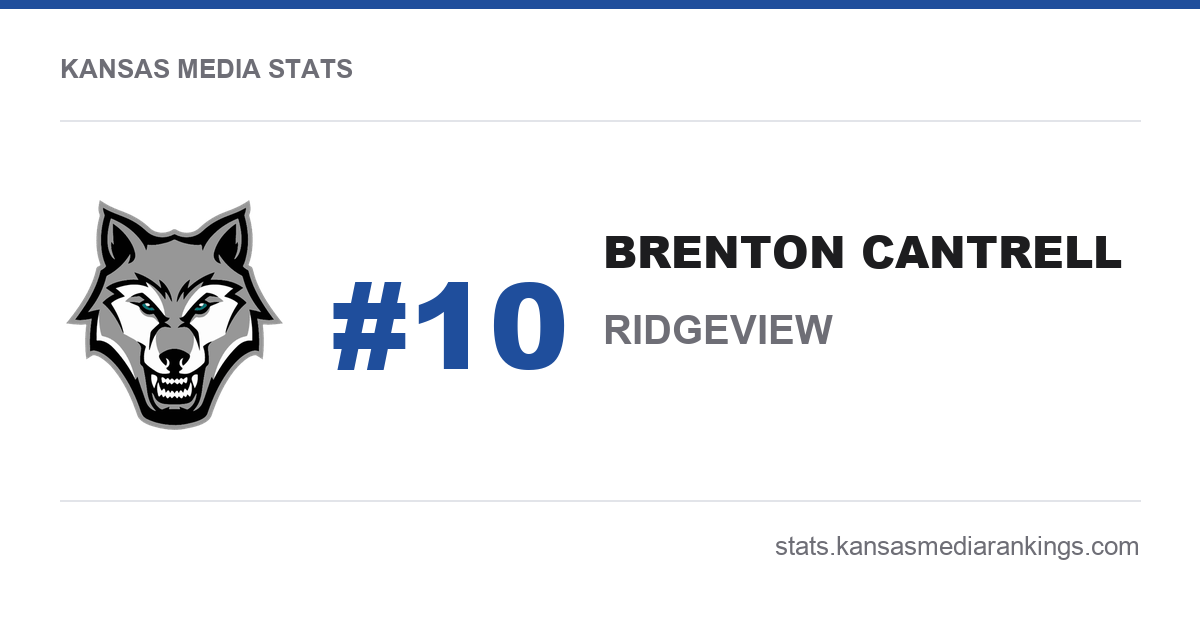 KANSAS MEDIA STATS
#10
BRENTON CANTRELL
RIDGEVIEW
stats.kansasmediarankings.com